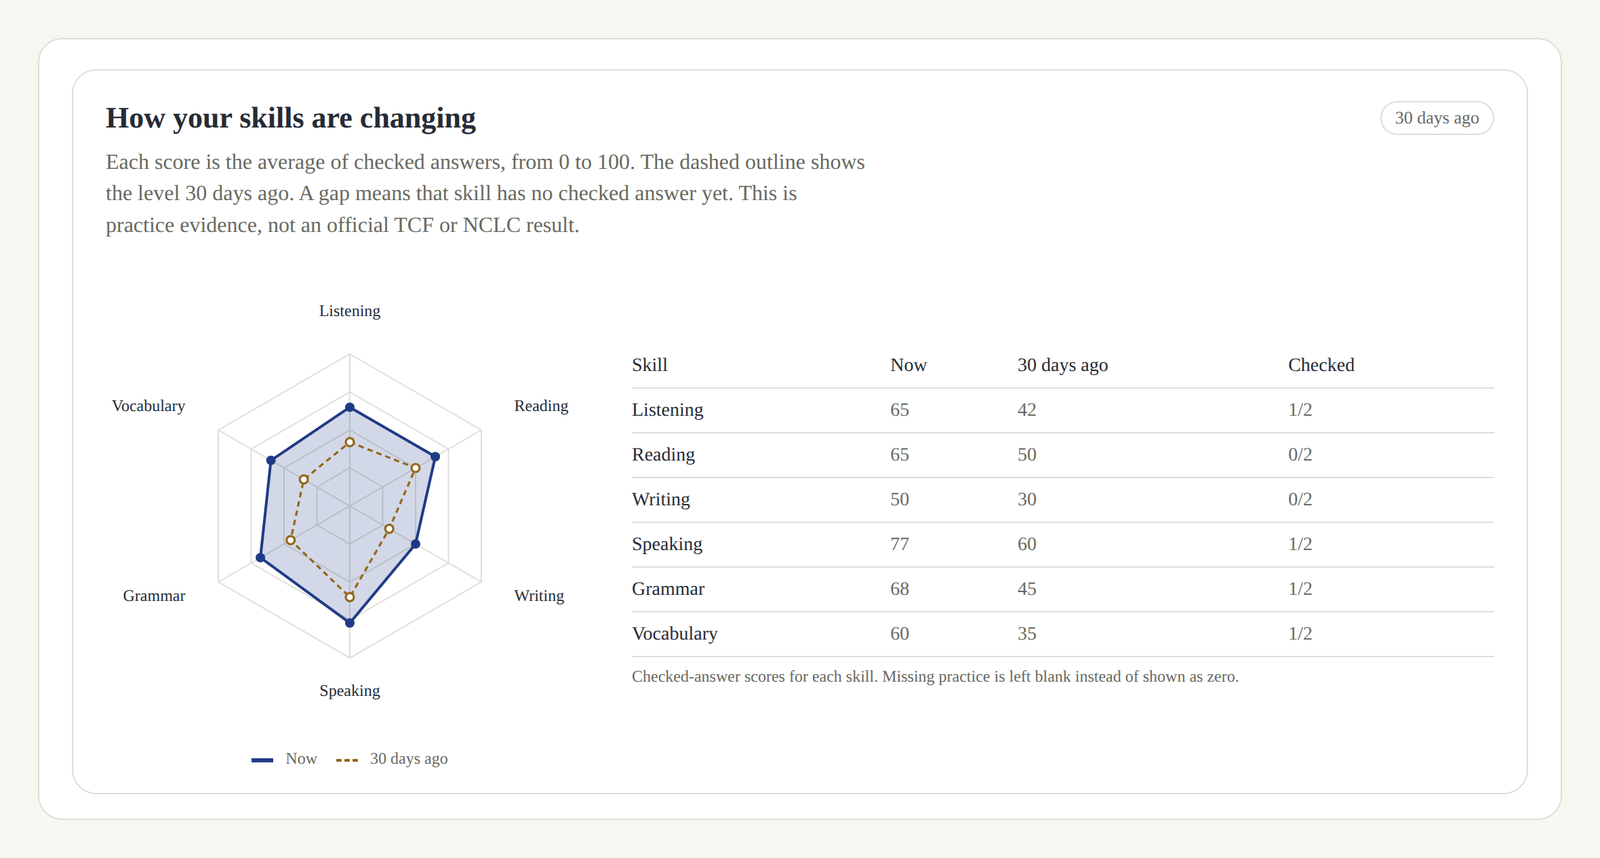 How your skills are changing
30 days ago
Each score is the average of checked answers, from 0 to 100. The dashed outline shows
the level 30 days ago. A gap means that skill has no checked answer yet. This is
practice evidence, not an official TCF or NCLC result.
Listening
Vocabulary
Reading
Grammar
Writing
Speaking
Now
30 days ago
Skill Now 30 days ago Checked
Listening 65 42 1/2
Reading 65 50 0/2
Writing 50 30 0/2
Speaking 77 60 1/2
Grammar 68 45 1/2
Vocabulary 60 35 1/2
Checked-answer scores for each skill. Missing practice is left blank instead of shown as zero.